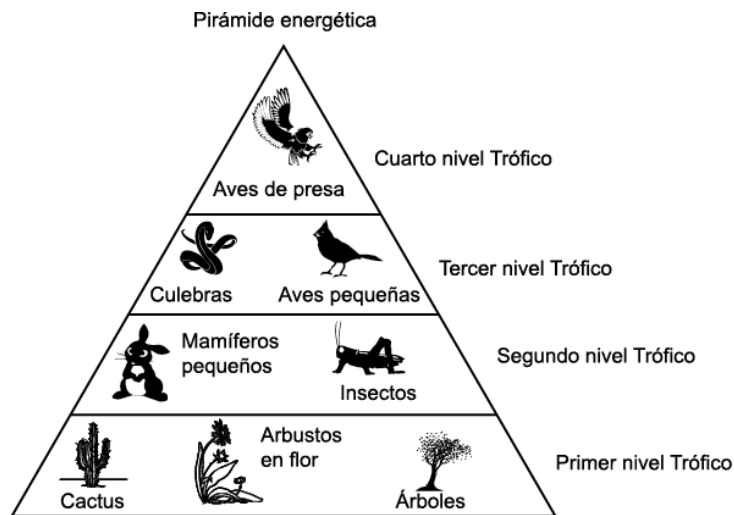 Pirámide energética
Aves de presa
Cuarto nivel Trófico
Culebras
Aves pequeñas
Tercer nivel Trófico
Mamíferos
pequeños
Insectos
Segundo nivel Trófico
Cactus
Arbustos
en flor
Árboles
Primer nivel Trófico